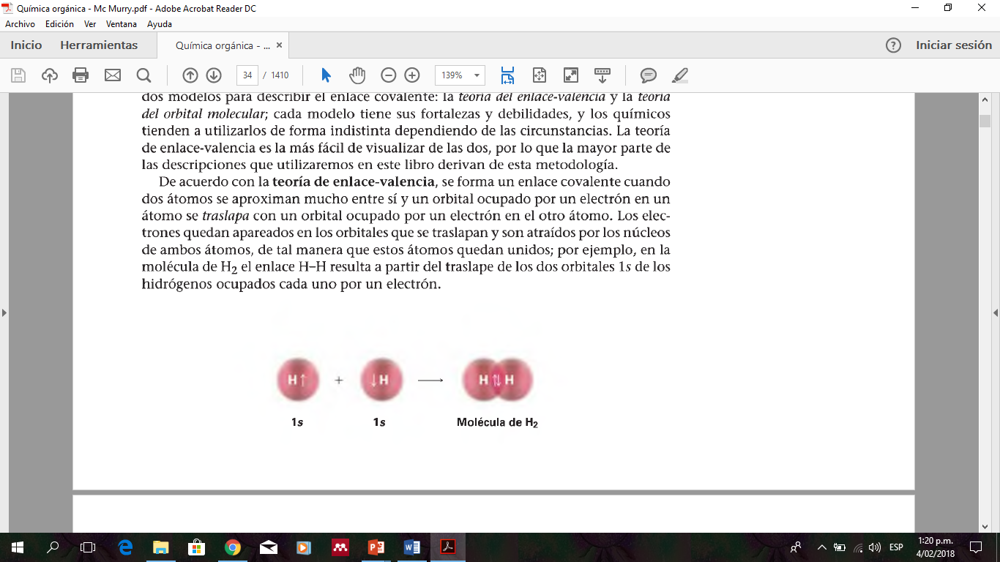 Química orgánica - Mc Murry.pdf - Adobe Acrobat Reader DC
Archivo Edición Ver Ventana Ayuda
Inicio Herramientas Química orgánica - ... × ? Iniciar sesión
34 / 1410 139%
dos modelos para describir el enlace covalente: la teoría del enlace-valencia y la teoría
del orbital molecular; cada modelo tiene sus fortalezas y debilidades, y los químicos
tienden a utilizarlos de forma indistinta dependiendo de las circunstancias. La teoría
de enlace-valencia es la más fácil de visualizar de las dos, por lo que la mayor parte de
las descripciones que utilizaremos en este libro derivan de esta metodología.
De acuerdo con la teoría de enlace-valencia, se forma un enlace covalente cuando
dos átomos se aproximan mucho entre sí y un orbital ocupado por un electrón en un
átomo se traslapa con un orbital ocupado por un electrón en el otro átomo. Los elec-
trones quedan apareados en los orbitales que se traslapan y son atraídos por los núcleos
de ambos átomos, de tal manera que estos átomos quedan unidos; por ejemplo, en la
molécula de H₂ el enlace H–H resulta a partir del traslape de los dos orbitales 1s de los
hidrógenos ocupados cada uno por un electrón.
H↑ + ↓H ⟶ H ⇅ H
1s 1s Molécula de H₂
ESP 1:20 p.m.
4/02/2018